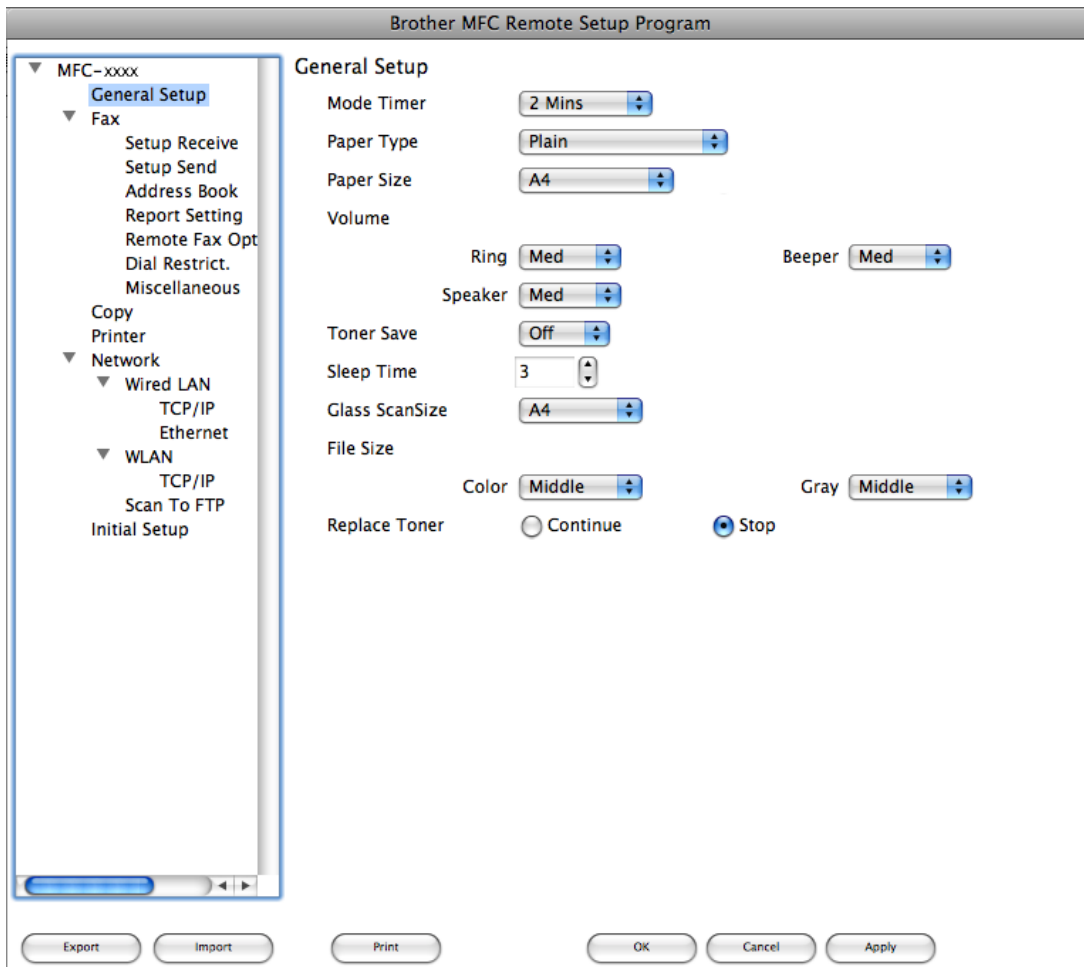 Brother MFC Remote Setup Program
MFC-xxxx
General Setup
Fax
Setup Receive
Setup Send
Address Book
Report Setting
Remote Fax Opt
Dial Restrict.
Miscellaneous
Copy
Printer
Network
Wired LAN
TCP/IP
Ethernet
WLAN
TCP/IP
Scan To FTP
Initial Setup
General Setup
Mode Timer 2 Mins
Paper Type Plain
Paper Size A4
Volume
Ring Med Beeper Med
Speaker Med
Toner Save Off
Sleep Time 3
Glass ScanSize A4
File Size
Color Middle Gray Middle
Replace Toner Continue Stop
Export Import Print OK Cancel Apply